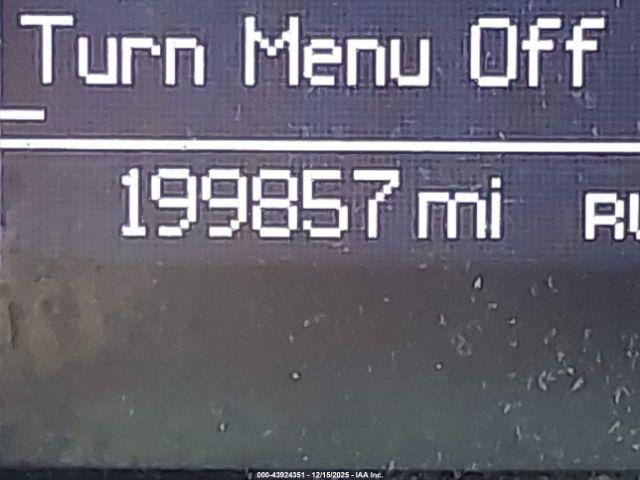 Turn Menu Off
199857 mi
000-43924351 - 12/15/2025 - IAA Inc.